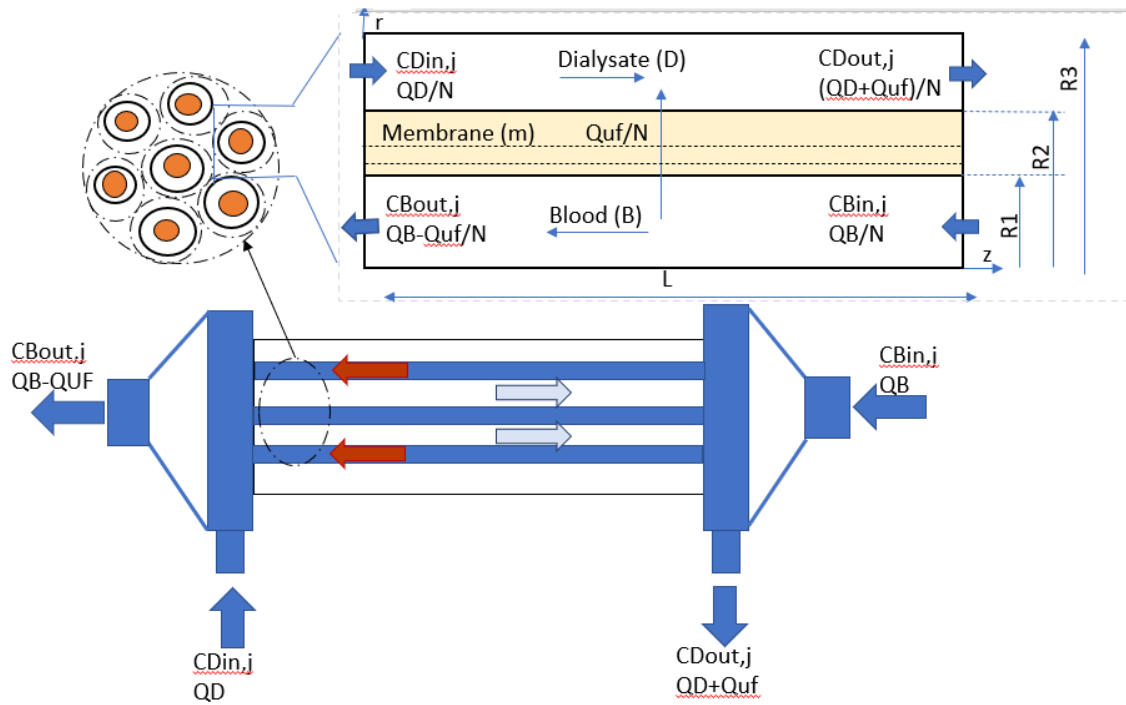 r
CDin,j
QD/N
Dialysate (D)
CDout,j
(QD+Quf)/N
R3
Membrane (m)
Quf/N
R2
CBout,j
QB-Quf/N
Blood (B)
CBin,j
QB/N
R1
z
L
CBout,j
QB-QUF
CBin,j
QB
CDin,j
QD
CDout,j
QD+Quf